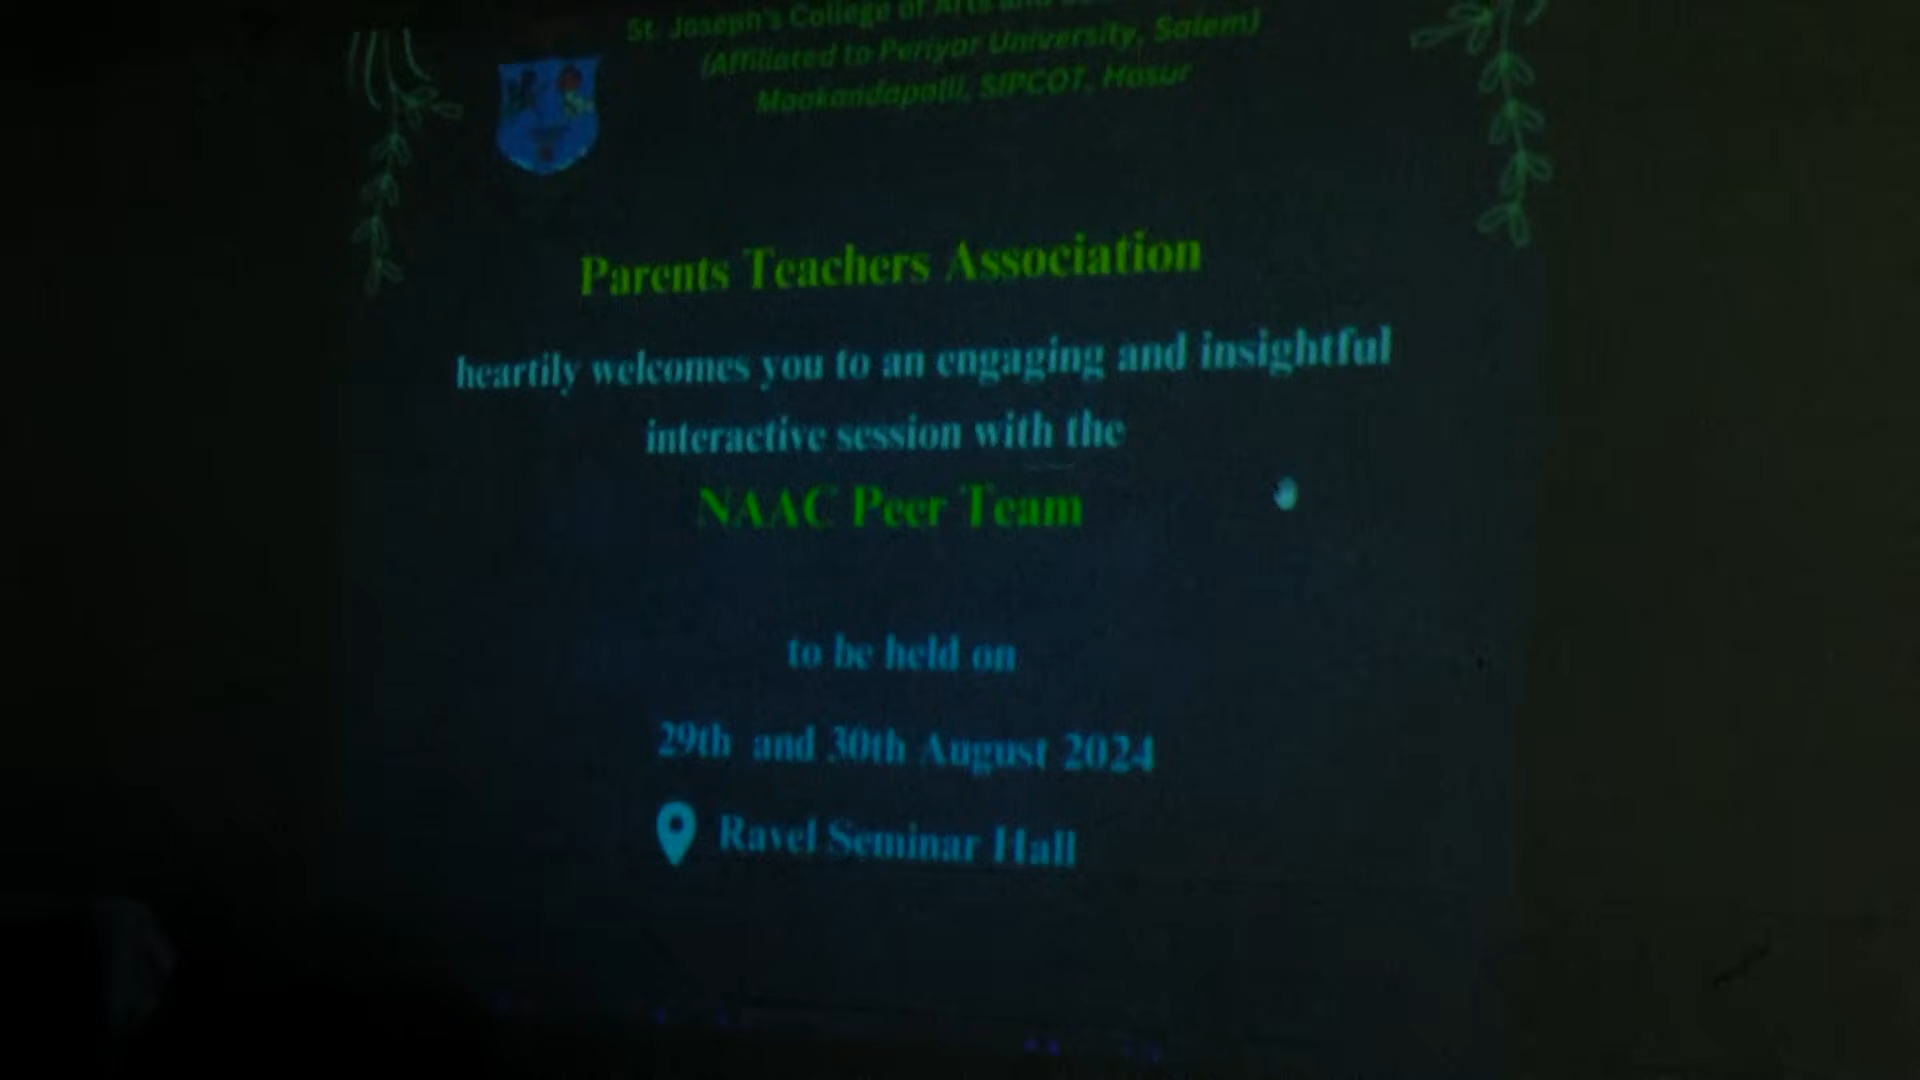 St. Joseph's College of Arts and
(Affiliated to Periyar University, Salem)
Mookandapalli, SIPCOT, Hosur
Parents Teachers Association
heartily welcomes you to an engaging and insightful
interactive session with the
NAAC Peer Team
to be held on
29th and 30th August 2024
Ravel Seminar Hall